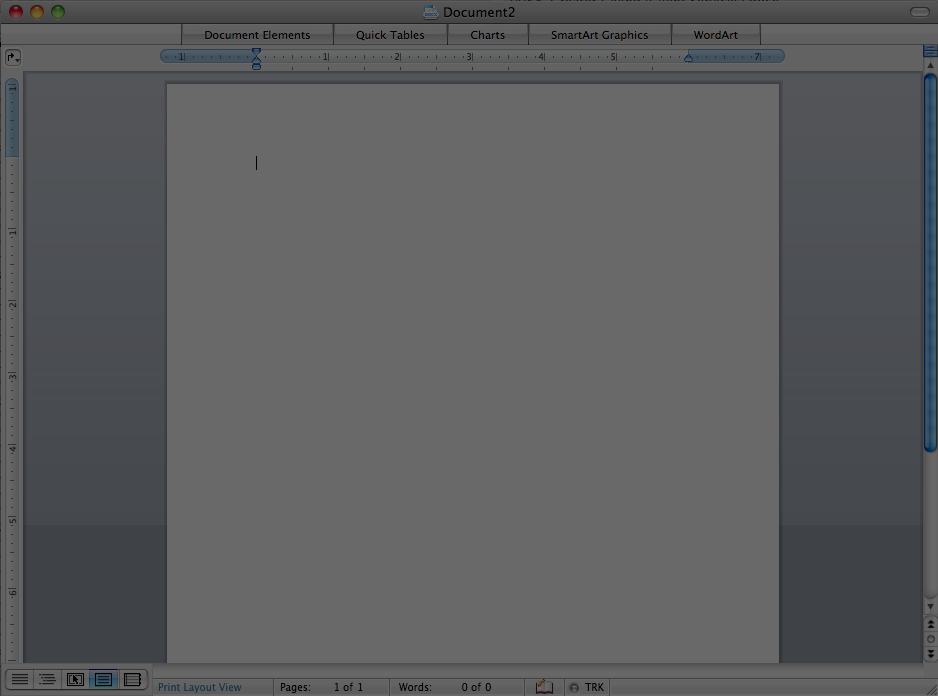 Document2
Document Elements
Quick Tables
Charts
SmartArt Graphics
WordArt
1 1 2 3 4 5 7
1
1
2
3
4
5
6
Print Layout View
Pages: 1 of 1
Words: 0 of 0
TRK